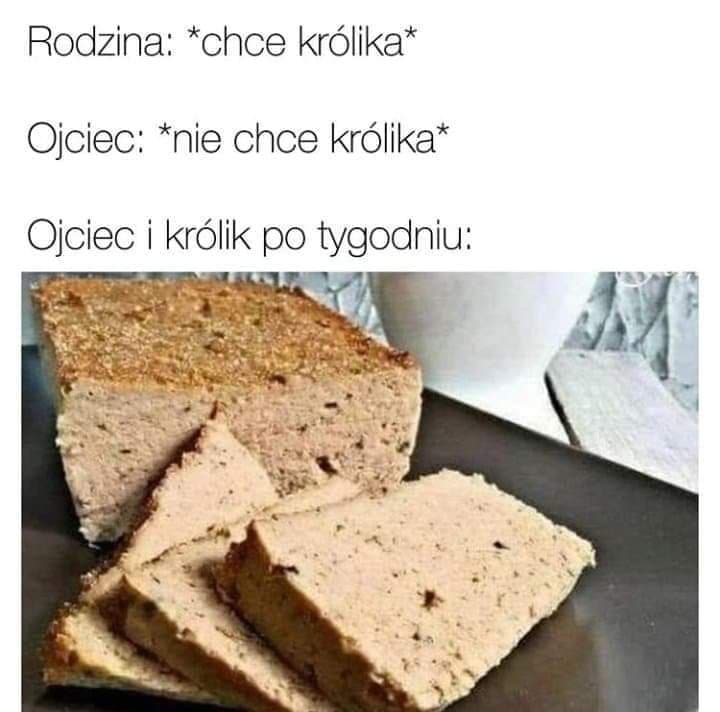 Rodzina: *chce królika*
Ojciec: *nie chce królika*
Ojciec i królik po tygodniu: